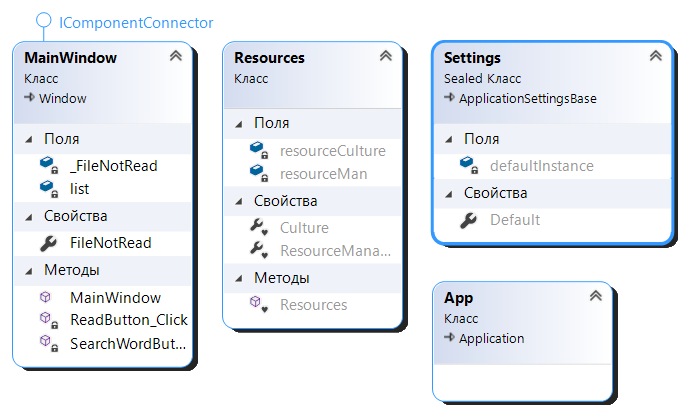 IComponentConnector
MainWindow
Класс
Window
Поля
_FileNotRead
list
Свойства
FileNotRead
Методы
MainWindow
ReadButton_Click
SearchWordBut...
Resources
Класс
Поля
resourceCulture
resourceMan
Свойства
Culture
ResourceMana...
Методы
Resources
Settings
Sealed Класс
ApplicationSettingsBase
Поля
defaultInstance
Свойства
Default
App
Класс
Application